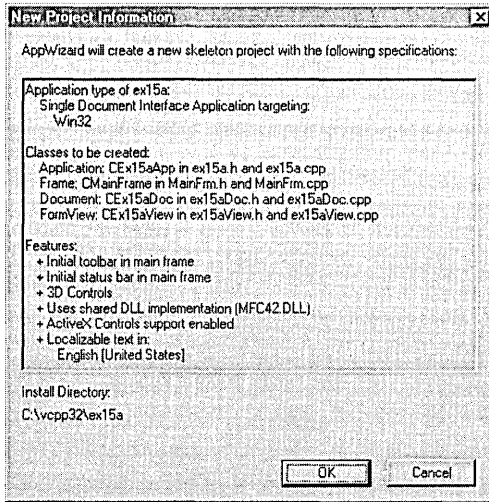 New Project Information
AppWizard will create a new skeleton project with the following specifications:
Application type of ex15a:
Single Document Interface Application targeting:
Win32
Classes to be created:
Application: CEx15aApp in ex15a.h and ex15a.cpp
Frame: CMainFrame in MainFrm.h and MainFrm.cpp
Document: CEx15aDoc in ex15aDoc.h and ex15aDoc.cpp
FormView: CEx15aView in ex15aView.h and ex15aView.cpp
Features:
+ Initial toolbar in main frame
+ Initial status bar in main frame
+ 3D Controls
+ Uses shared DLL implementation (MFC42.DLL)
+ ActiveX Controls support enabled
+ Localizable text in:
English [United States]
Install Directory:
C:\vcpp32\ex15a
OK
Cancel